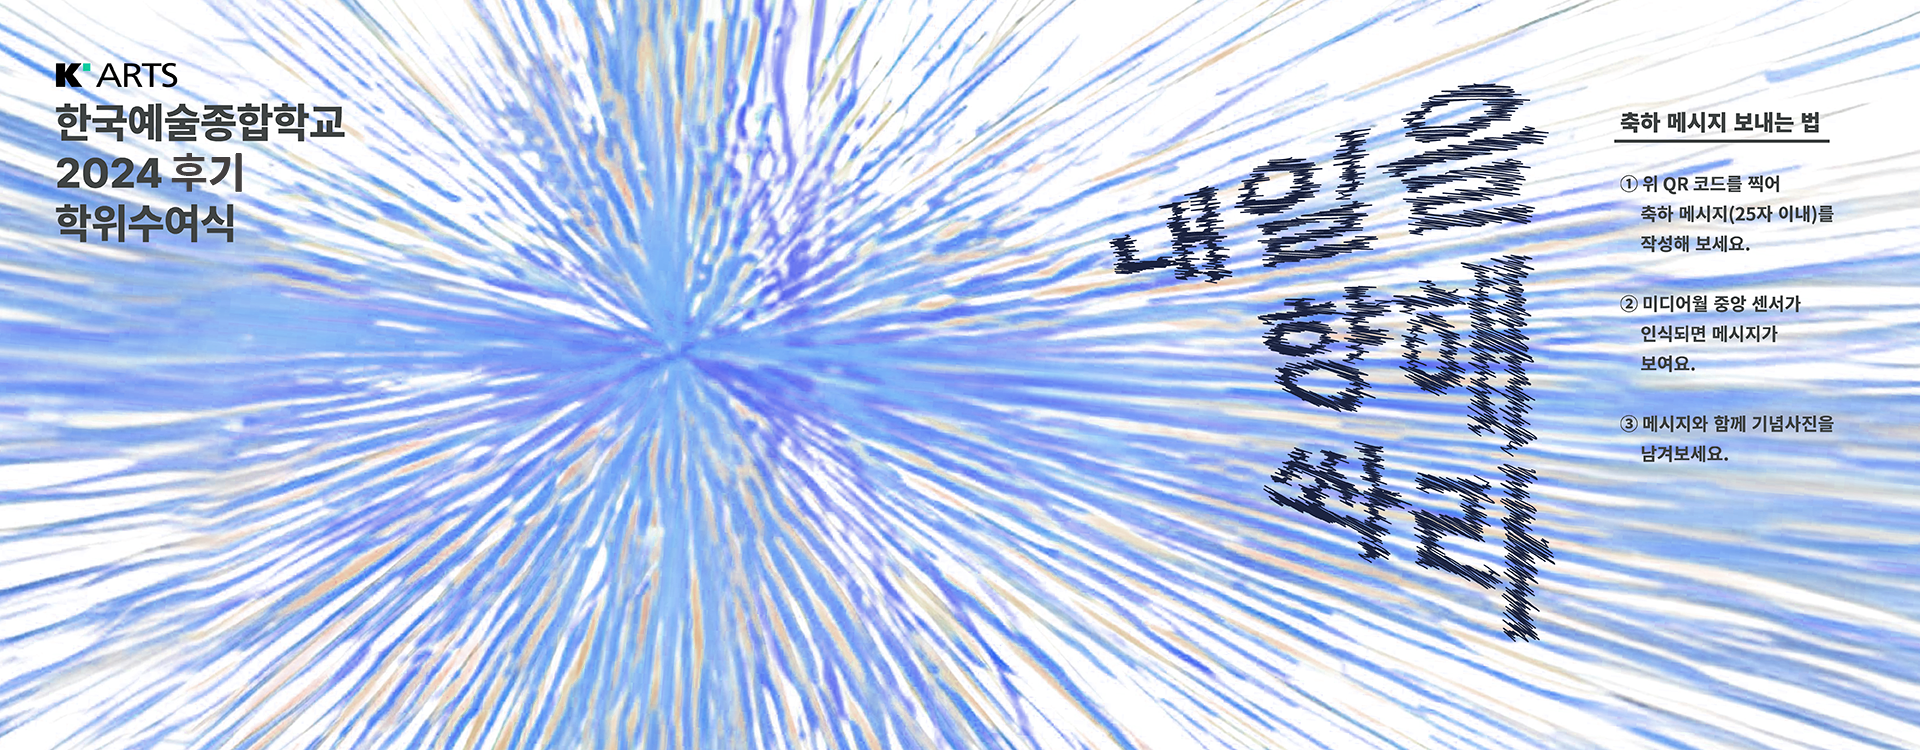 K ARTS
한국예술종합학교
2024 후기
학위수여식
내일을
향해
쏴라
축하 메시지 보내는 법
① 위 QR 코드를 찍어
축하 메시지(25자 이내)를
작성해 보세요.
② 미디어월 중앙 센서가
인식되면 메시지가
보여요.
③ 메시지와 함께 기념사진을
남겨보세요.